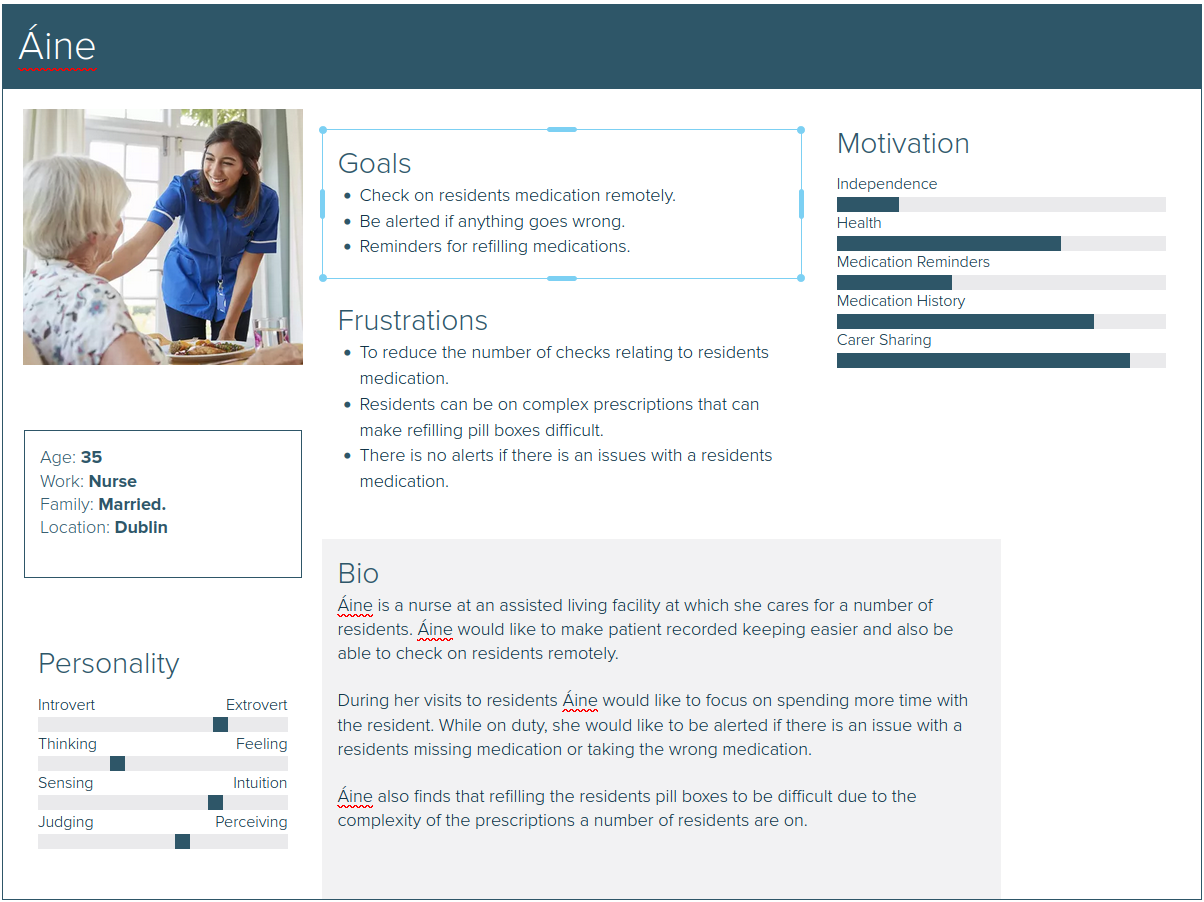 Áine
Goals
• Check on residents medication remotely.
• Be alerted if anything goes wrong.
• Reminders for refilling medications.
Frustrations
• To reduce the number of checks relating to residents
medication.
• Residents can be on complex prescriptions that can
make refilling pill boxes difficult.
• There is no alerts if there is an issues with a residents
medication.
Motivation
Independence
Health
Medication Reminders
Medication History
Carer Sharing
Age: 35
Work: Nurse
Family: Married.
Location: Dublin
Personality
Introvert Extrovert
Thinking Feeling
Sensing Intuition
Judging Perceiving
Bio
Áine is a nurse at an assisted living facility at which she cares for a number of
residents. Áine would like to make patient recorded keeping easier and also be
able to check on residents remotely.
During her visits to residents Áine would like to focus on spending more time with
the resident. While on duty, she would like to be alerted if there is an issue with a
residents missing medication or taking the wrong medication.
Áine also finds that refilling the residents pill boxes to be difficult due to the
complexity of the prescriptions a number of residents are on.